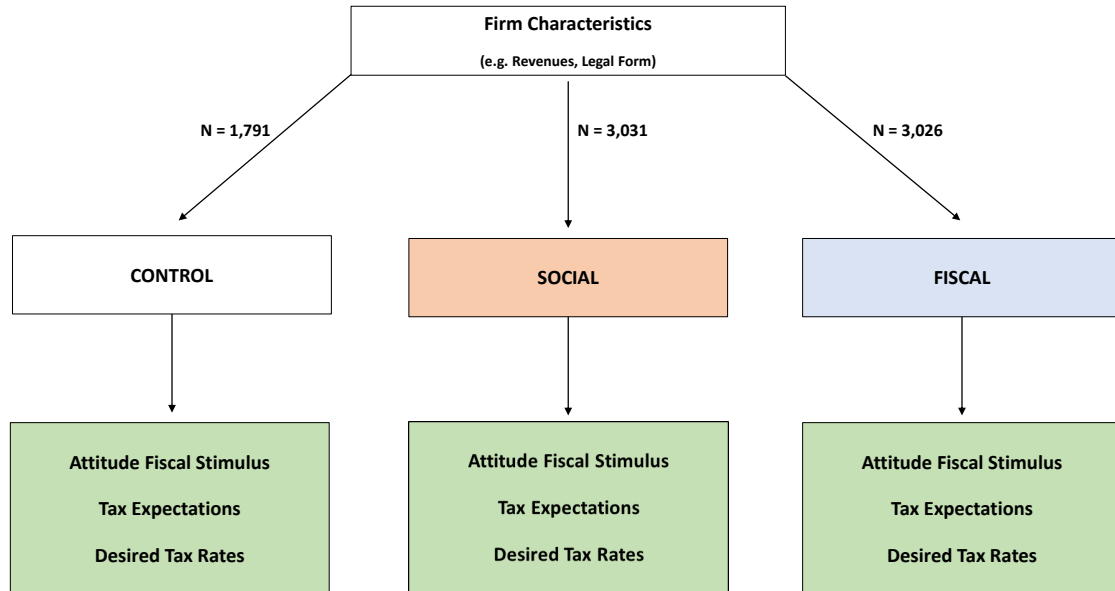 Firm Characteristics
(e.g. Revenues, Legal Form)
N = 1,791
N = 3,031
N = 3,026
CONTROL
SOCIAL
FISCAL
Attitude Fiscal Stimulus
Tax Expectations
Desired Tax Rates
Attitude Fiscal Stimulus
Tax Expectations
Desired Tax Rates
Attitude Fiscal Stimulus
Tax Expectations
Desired Tax Rates